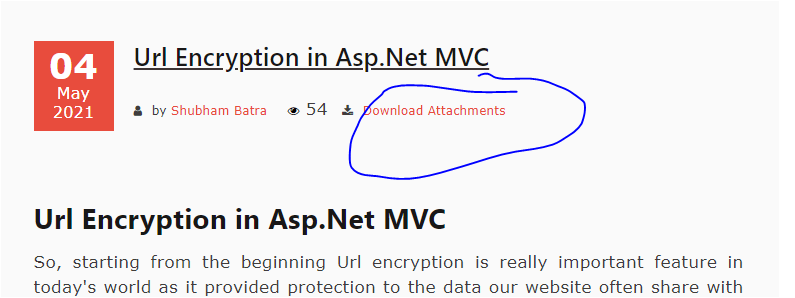 04
May
2021
Url Encryption in Asp.Net MVC
by Shubham Batra 54 Download Attachments
Url Encryption in Asp.Net MVC
So, starting from the beginning Url encryption is really important feature in
today's world as it provided protection to the data our website often share with